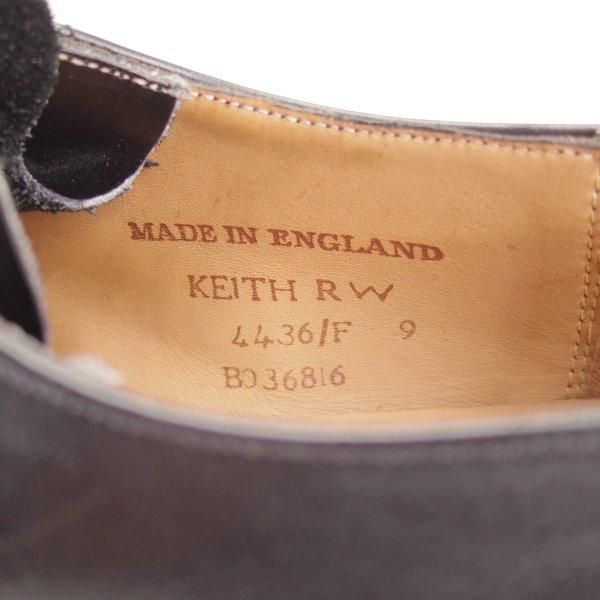 MADE IN ENGLAND
KEITH RW
4436/F 9
B036816